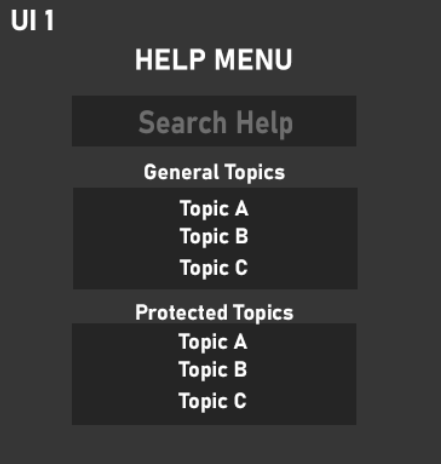 UI 1
HELP MENU
Search Help
General Topics
Topic A
Topic B
Topic C
Protected Topics
Topic A
Topic B
Topic C